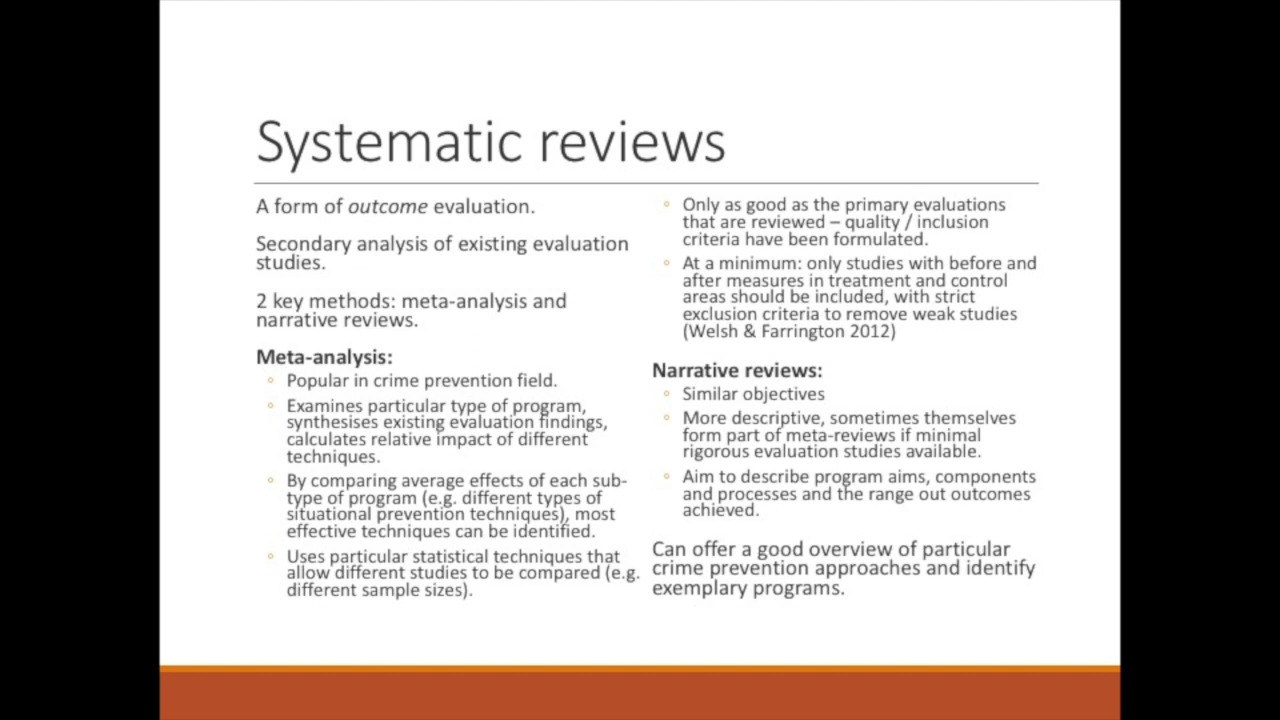 Systematic reviews
A form of outcome evaluation.
Secondary analysis of existing evaluation
studies.
2 key methods: meta-analysis and
narrative reviews.
Meta-analysis:
◦ Popular in crime prevention field.
◦ Examines particular type of program,
synthesises existing evaluation findings,
calculates relative impact of different
techniques.
◦ By comparing average effects of each sub-
type of program (e.g. different types of
situational prevention techniques), most
effective techniques can be identified.
◦ Uses particular statistical techniques that
allow different studies to be compared (e.g.
different sample sizes).
◦ Only as good as the primary evaluations
that are reviewed – quality / inclusion
criteria have been formulated.
◦ At a minimum: only studies with before and
after measures in treatment and control
areas should be included, with strict
exclusion criteria to remove weak studies
(Welsh & Farrington 2012)
Narrative reviews:
◦ Similar objectives
◦ More descriptive, sometimes themselves
form part of meta-reviews if minimal
rigorous evaluation studies available.
◦ Aim to describe program aims, components
and processes and the range out outcomes
achieved.
Can offer a good overview of particular
crime prevention approaches and identify
exemplary programs.